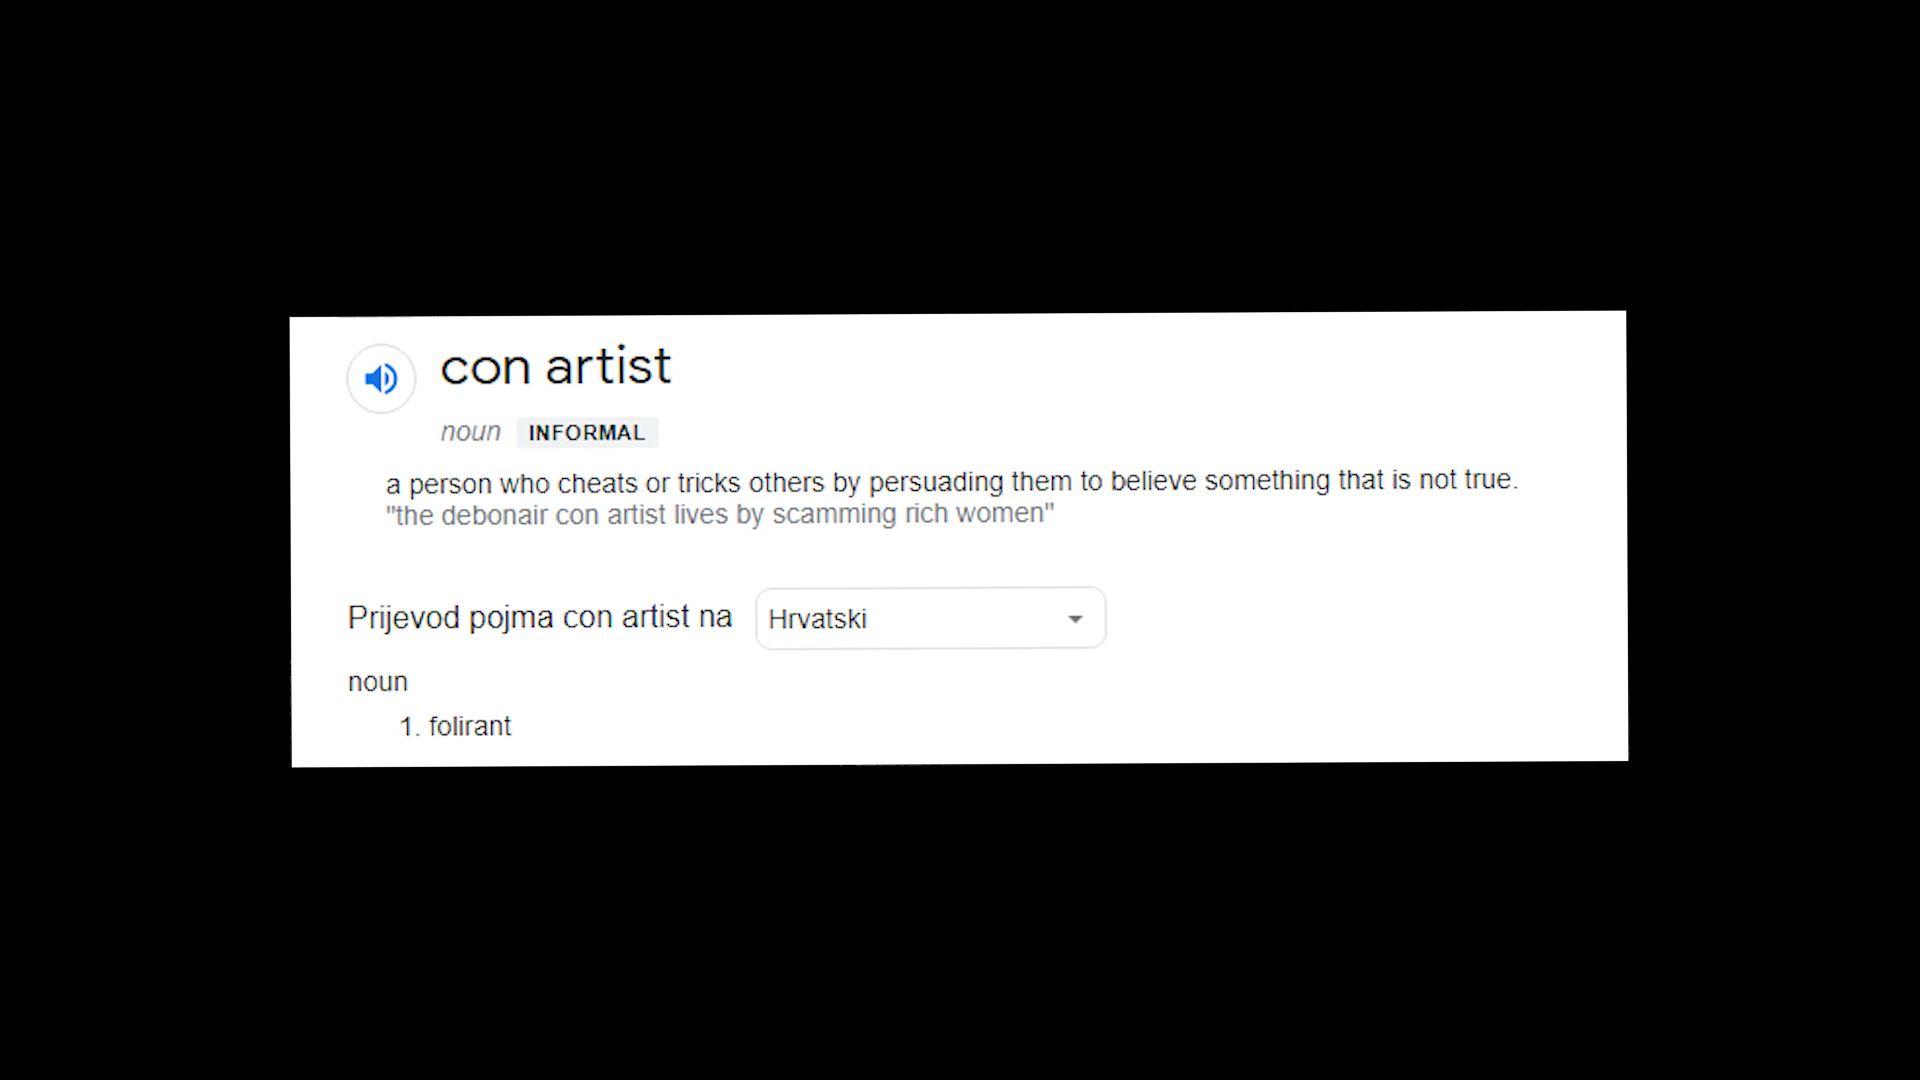 con artist
noun INFORMAL
a person who cheats or tricks others by persuading them to believe something that is not true.
"the debonair con artist lives by scamming rich women"
Prijevod pojma con artist na Hrvatski
noun
1. folirant